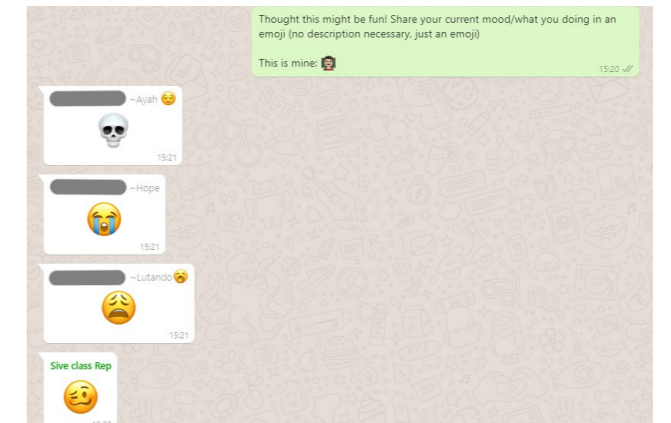 Thought this might be fun! Share your current mood/what you doing in an
emoji (no description necessary, just an emoji)
This is mine: 👩🏽‍🏫
15:20
~Ayah 😌
💀
15:21
~Hope
😭
15:21
~Lutando😭
😩
15:21
Sive class Rep
🥴